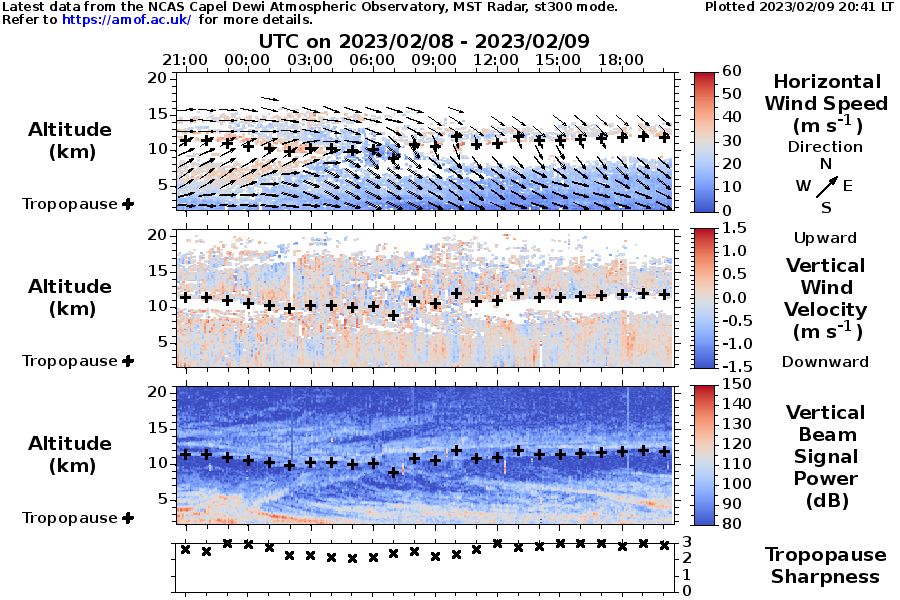 Latest data from the NCAS Capel Dewi Atmospheric Observatory, MST Radar, st300 mode.
Plotted 2023/02/09 20:41 LT
Refer to https://amof.ac.uk/ for more details.
UTC on 2023/02/08 - 2023/02/09
21:00 00:00 03:00 06:00 09:00 12:00 15:00 18:00
20
15
10
5
Altitude
(km)
Tropopause
60
50
40
30
20
10
0
Horizontal
Wind Speed
(m s-1)
Direction
N
W E
S
20
15
10
5
Altitude
(km)
Tropopause
1.5
1.0
0.5
0.0
-0.5
-1.0
-1.5
Upward
Vertical
Wind
Velocity
(m s-1)
Downward
20
15
10
5
Altitude
(km)
Tropopause
150
140
130
120
110
100
90
80
Vertical
Beam
Signal
Power
(dB)
3
2
1
0
Tropopause
Sharpness